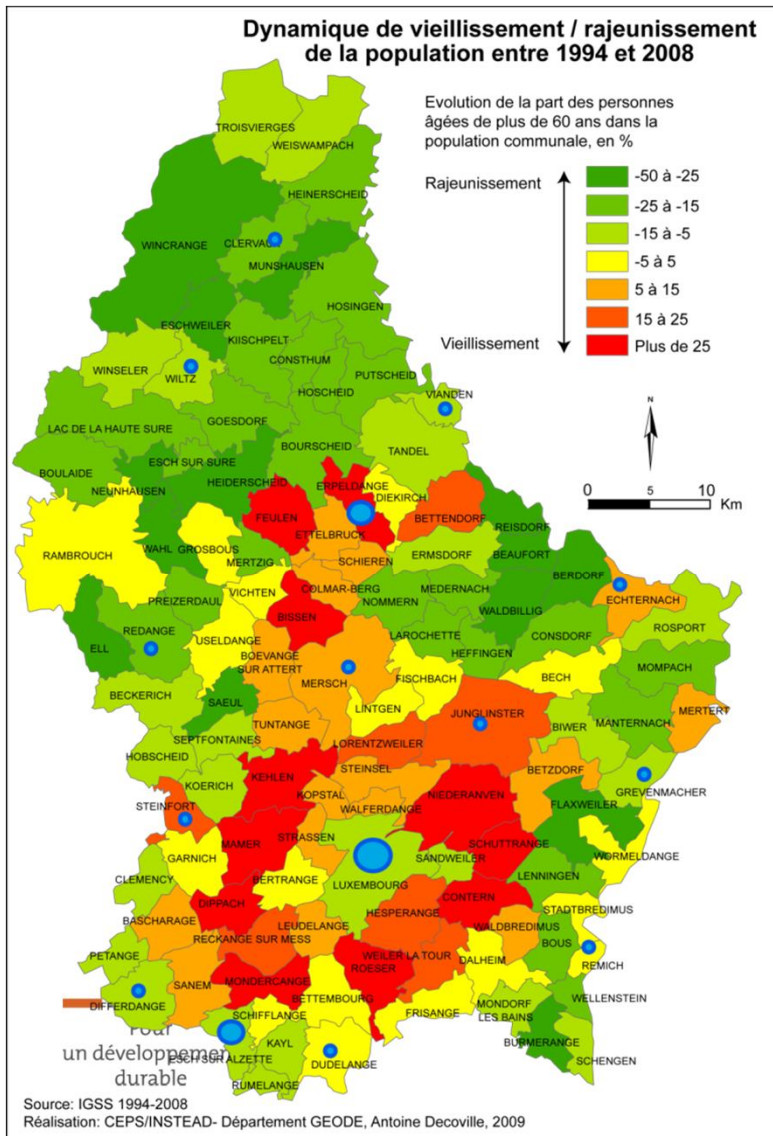 Dynamique de vieillissement / rajeunissement
de la population entre 1994 et 2008
Evolution de la part des personnes
âgées de plus de 60 ans dans la
population communale, en %
Rajeunissement
-50 à -25
-25 à -15
-15 à -5
-5 à 5
5 à 15
15 à 25
Vieillissement
Plus de 25
N
0 5 10
Km
TROISVIERGES
WEISWAMPACH
HEINERSCHEID
WINCRANGE
CLERVAUX
MUNSHAUSEN
HOSINGEN
ESCHWEILER
KIISCHPELT
CONSTHUM
WINSELER
WILTZ
PUTSCHEID
HOSCHEID
VIANDEN
GOESDORF
LAC DE LA HAUTE SURE
BOURSCHEID
TANDEL
ESCH SUR SURE
BOULAIDE
HEIDERSCHEID
ERPELDANGE
NEUNHAUSEN
DIEKIRCH
FEULEN
BETTENDORF
REISDORF
ETTELBRUCK
RAMBROUCH
WAHL
GROSBOUS
BEAUFORT
MERTZIG
SCHIEREN
ERMSDORF
BERDORF
VICHTEN
COLMAR-BERG
MEDERNACH
ECHTERNACH
PREIZERDAUL
NOMMERN
WALDBILLIG
BISSEN
ROSPORT
REDANGE
USELDANGE
LAROCHETTE
CONSDORF
ELL
BOEVANGE
SUR ATTERT
HEFFINGEN
MOMPACH
MERSCH
FISCHBACH
BECH
BECKERICH
SAEUL
LINTGEN
JUNGLINSTER
MERTERT
TUNTANGE
MANTERNACH
BIWER
SEPTFONTAINES
LORENTZWEILER
HOBSCHEID
STEINSEL
BETZDORF
KEHLEN
KOERICH
GREVENMACHER
STEINFORT
KOPSTAL
NIEDERANVEN
WALFERDANGE
FLAXWEILER
MAMER
STRASSEN
SCHUTTRANGE
GARNICH
SANDWEILER
WORMELDANGE
LENNINGEN
CLEMENCY
BERTRANGE
LUXEMBOURG
CONTERN
DIPPACH
HESPERANGE
STADTBREDIMUS
BASCHARAGE
LEUDELANGE
WALDBREDIMUS
RECKANGE SUR MESS
BOUS
PETANGE
WEILER LA TOUR
DALHEIM
REMICH
ROESER
SANEM
MONDERCANGE
WELLENSTEIN
BETTEMBOURG
MONDORF
LES BAINS
DIFFERDANGE
SCHIFFLANGE
FRISANGE
BURMERANGE
KAYL
SCHENGEN
Pour
un développemen
ESCH SUR ALZETTE
DUDELANGE
durable
RUMELANGE
Source: IGSS 1994-2008
Réalisation: CEPS/INSTEAD- Département GEODE, Antoine Decoville, 2009